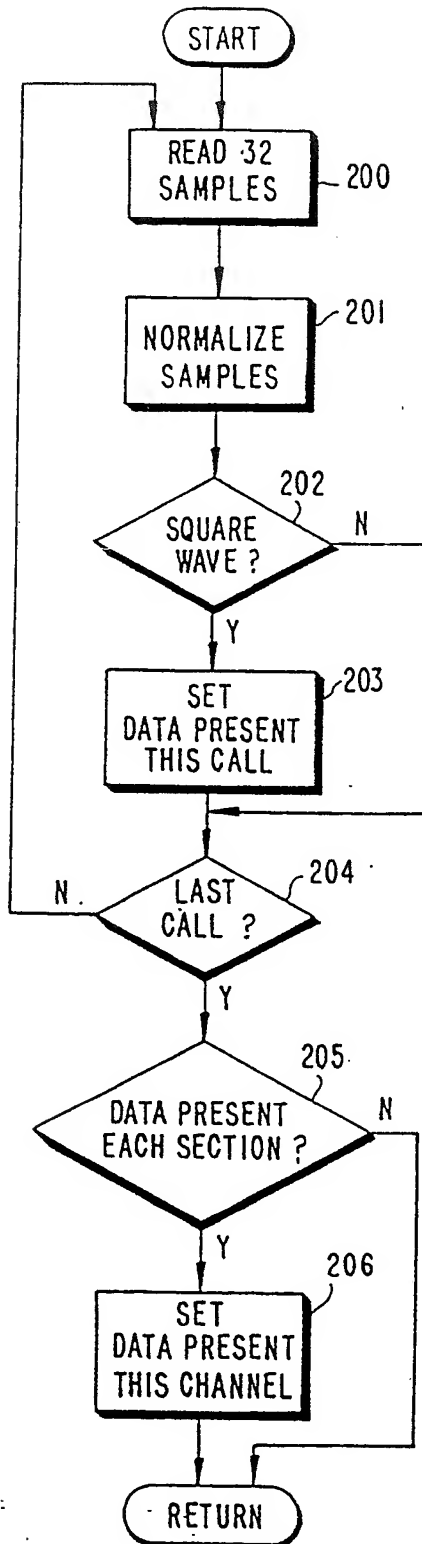 START
READ 32
SAMPLES
200
201
NORMALIZE
SAMPLES
202
SQUARE
WAVE ?
N
Y
203
SET
DATA PRESENT
THIS CALL
204
N
LAST
CALL ?
Y
205
DATA PRESENT
EACH SECTION ?
N
Y
206
SET
DATA PRESENT
THIS CHANNEL
RETURN